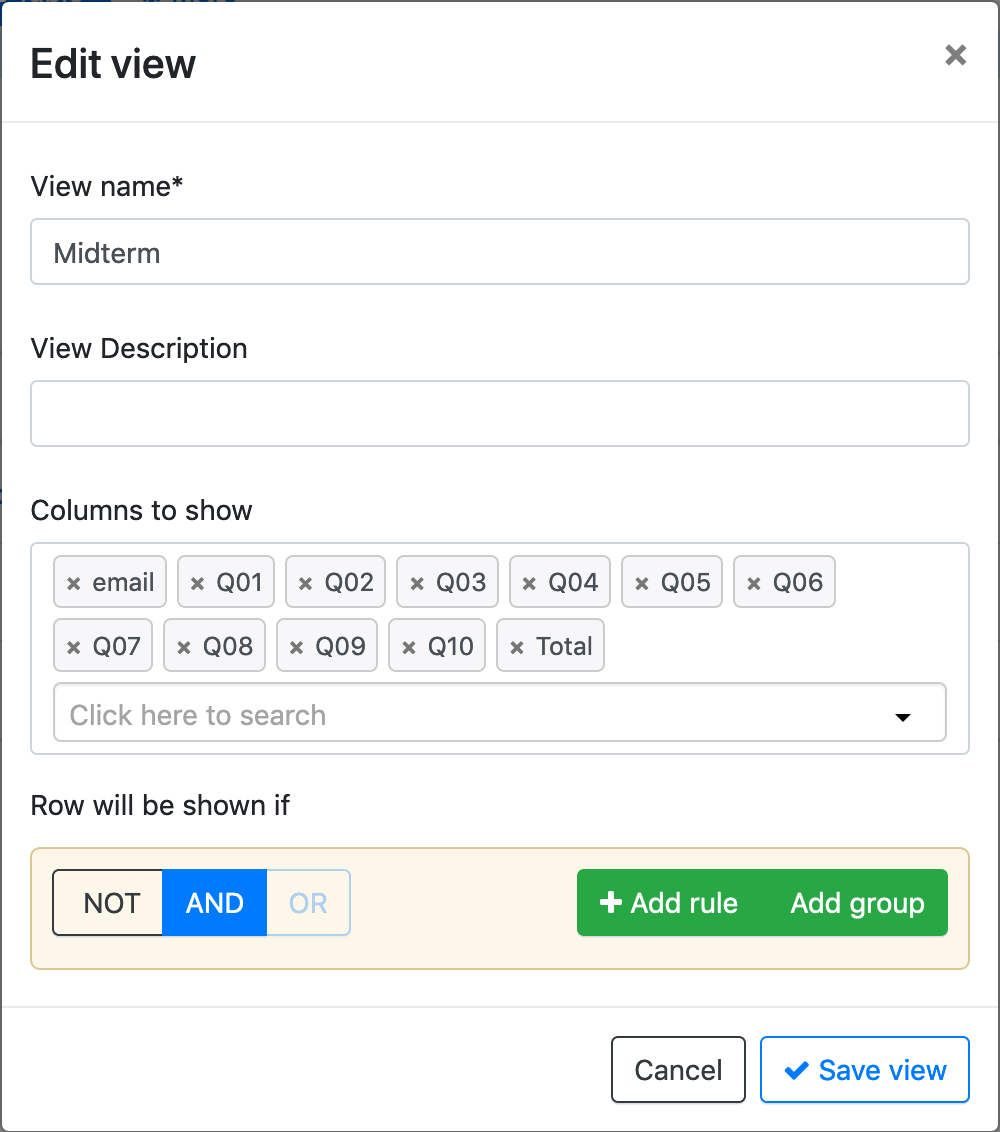 Edit view
View name*
Midterm
View Description
Columns to show
× email × Q01 × Q02 × Q03 × Q04 × Q05 × Q06
× Q07 × Q08 × Q09 × Q10 × Total
Click here to search
Row will be shown if
NOT AND OR + Add rule Add group
Cancel ✔ Save view